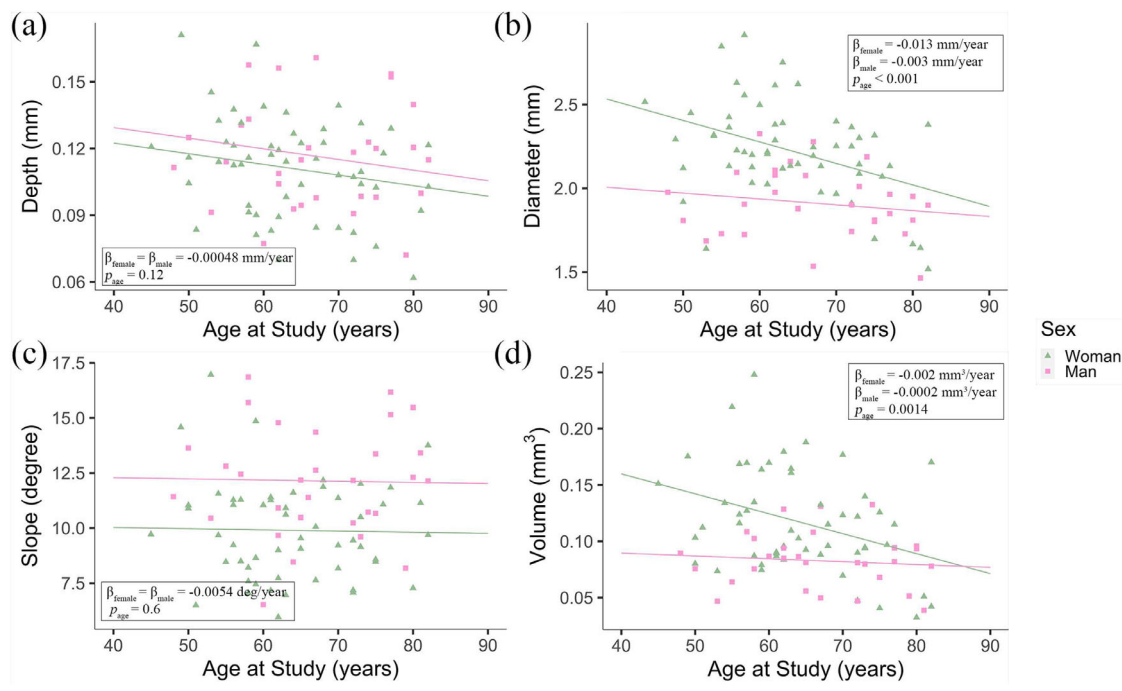 (a)
0.15
0.12
0.09
0.06
Depth (mm)
βfemale = βmale = -0.00048 mm/year
page = 0.12
40 50 60 70 80 90
Age at Study (years)
(b)
2.5
2.0
1.5
Diameter (mm)
βfemale = -0.013 mm/year
βmale = -0.003 mm/year
page < 0.001
40 50 60 70 80 90
Age at Study (years)
(c)
17.5
15.0
12.5
10.0
7.5
Slope (degree)
βfemale = βmale = -0.0054 deg/year
page = 0.6
40 50 60 70 80 90
Age at Study (years)
(d)
0.25
0.20
0.15
0.10
0.05
Volume (mm³)
βfemale = -0.002 mm³/year
βmale = -0.0002 mm³/year
page = 0.0014
40 50 60 70 80 90
Age at Study (years)
Sex
Woman
Man